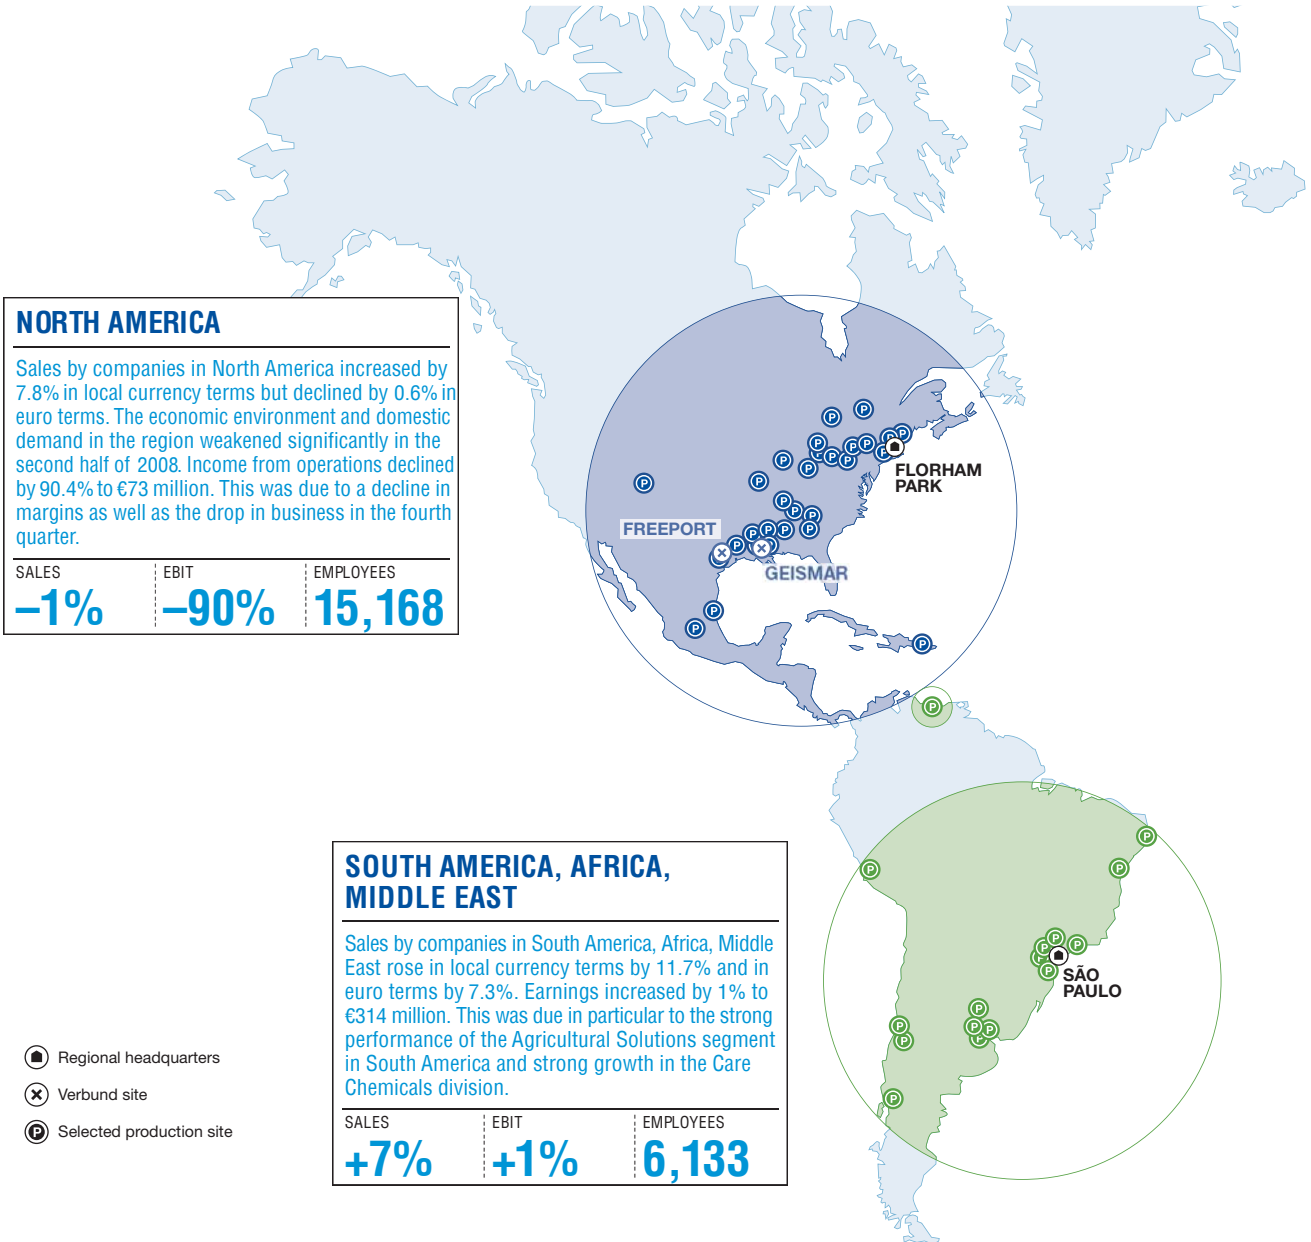 NORTH AMERICA
Sales by companies in North America increased by
7.8% in local currency terms but declined by 0.6% in
euro terms. The economic environment and domestic
demand in the region weakened significantly in the
second half of 2008. Income from operations declined
by 90.4% to €73 million. This was due to a decline in
margins as well as the drop in business in the fourth
quarter.
SALES EBIT EMPLOYEES
–1% –90% 15,168
FLORHAM
PARK
FREEPORT
GEISMAR
SOUTH AMERICA, AFRICA,
MIDDLE EAST
Sales by companies in South America, Africa, Middle
East rose in local currency terms by 11.7% and in
euro terms by 7.3%. Earnings increased by 1% to
€314 million. This was due in particular to the strong
performance of the Agricultural Solutions segment
in South America and strong growth in the Care
Chemicals division.
SALES EBIT EMPLOYEES
+7% +1% 6,133
SÃO
PAULO
Regional headquarters
Verbund site
P Selected production site